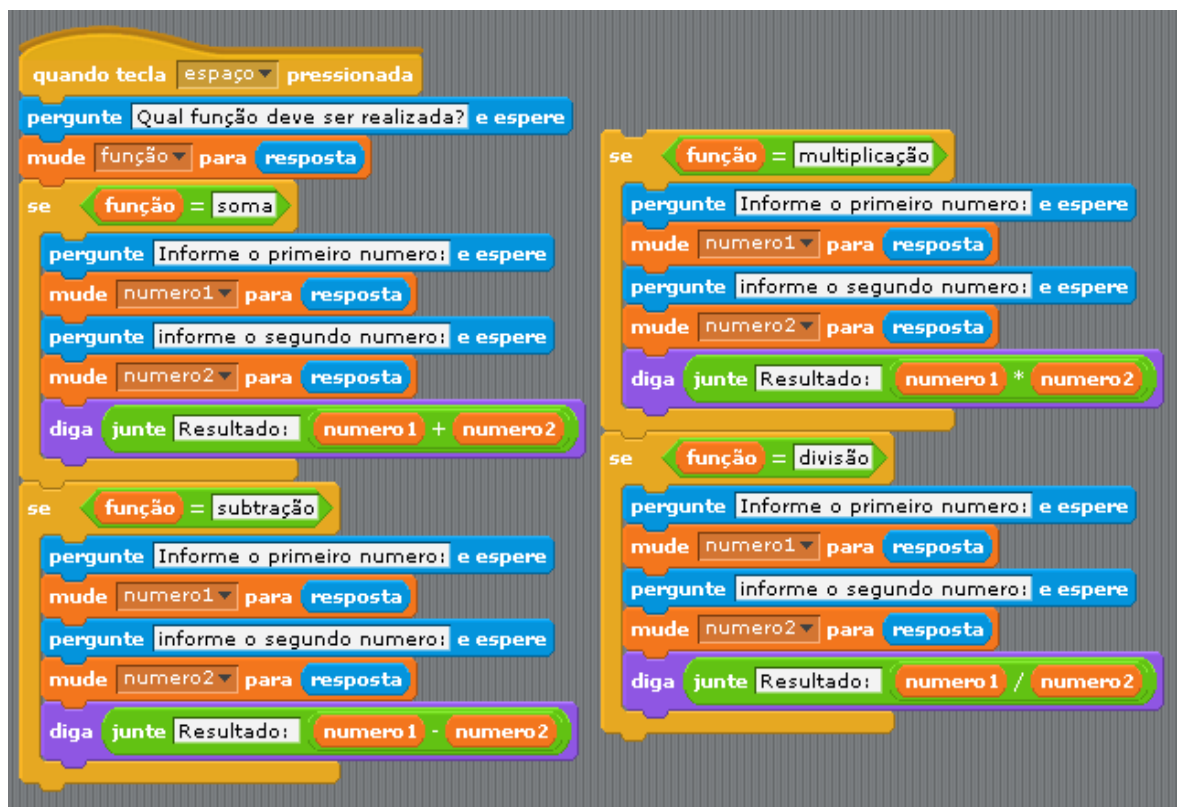 quando tecla espaço pressionada
pergunte Qual função deve ser realizada? e espere
mude função para resposta
se função = soma
pergunte Informe o primeiro numero: e espere
mude numero1 para resposta
pergunte informe o segundo numero: e espere
mude numero2 para resposta
diga junte Resultado: numero1 + numero2
se função = subtração
pergunte Informe o primeiro numero: e espere
mude numero1 para resposta
pergunte informe o segundo numero: e espere
mude numero2 para resposta
diga junte Resultado: numero1 - numero2
se função = multiplicação
pergunte Informe o primeiro numero: e espere
mude numero1 para resposta
pergunte informe o segundo numero: e espere
mude numero2 para resposta
diga junte Resultado: numero1 * numero2
se função = divisão
pergunte Informe o primeiro numero: e espere
mude numero1 para resposta
pergunte informe o segundo numero: e espere
mude numero2 para resposta
diga junte Resultado: numero1 / numero2